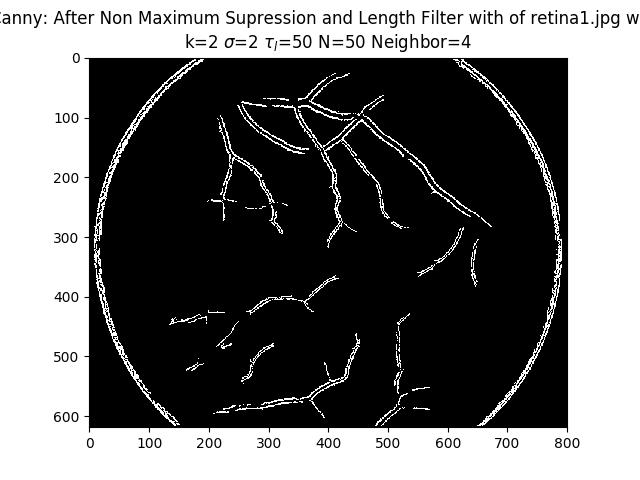 Canny: After Non Maximum Supression and Length Filter with of retina1.jpg w
k=2 σ=2 τ_l=50 N=50 Neighbor=4
0
100
200
300
400
500
600
0 100 200 300 400 500 600 700 800